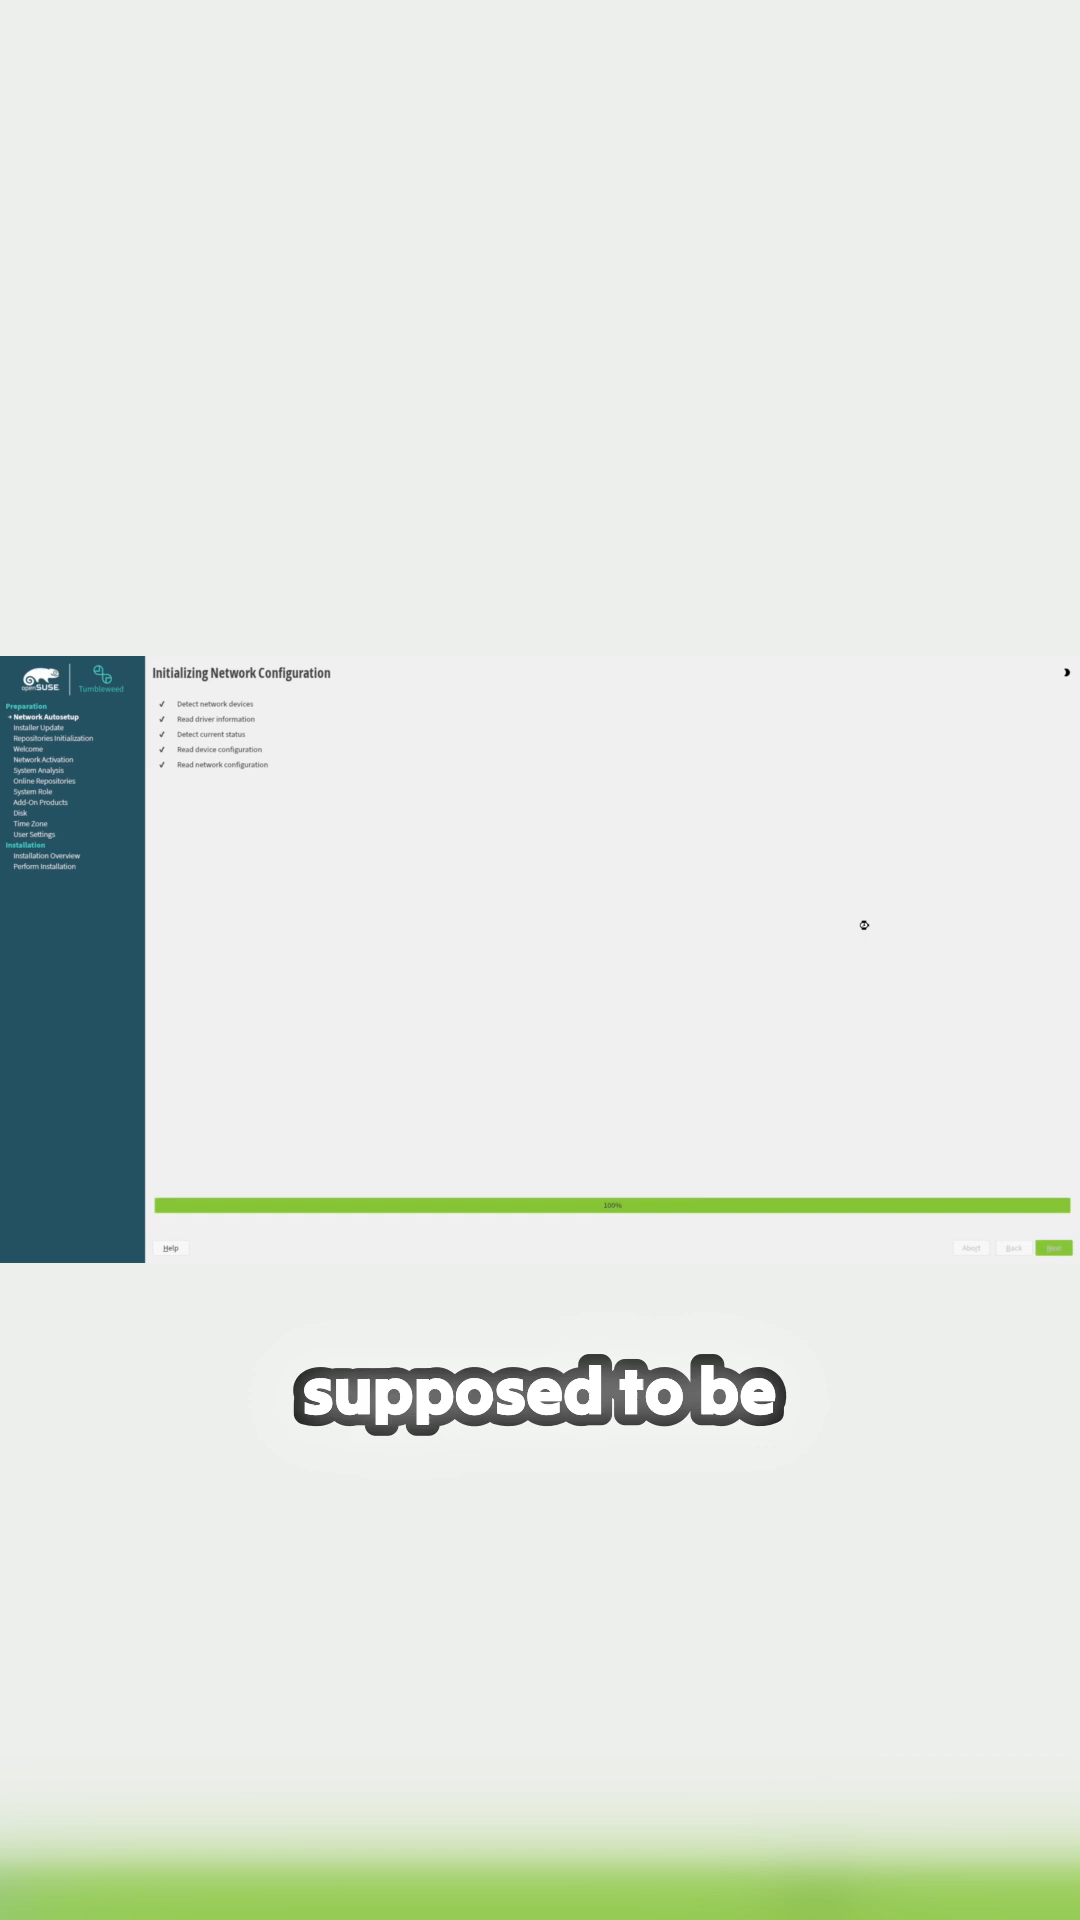 openSUSE
Tumbleweed
Preparation
Network Autosetup
Installer Update
Repositories Initialization
Welcome
Network Activation
System Analysis
Online Repositories
System Role
Add-On Products
Disk
Time Zone
User Settings
Installation
Installation Overview
Perform Installation
Initializing Network Configuration
✓ Detect network devices
✓ Read driver information
✓ Detect current status
✓ Read device configuration
✓ Read network configuration
100%
Help
Abort
Back
Next
supposed to be